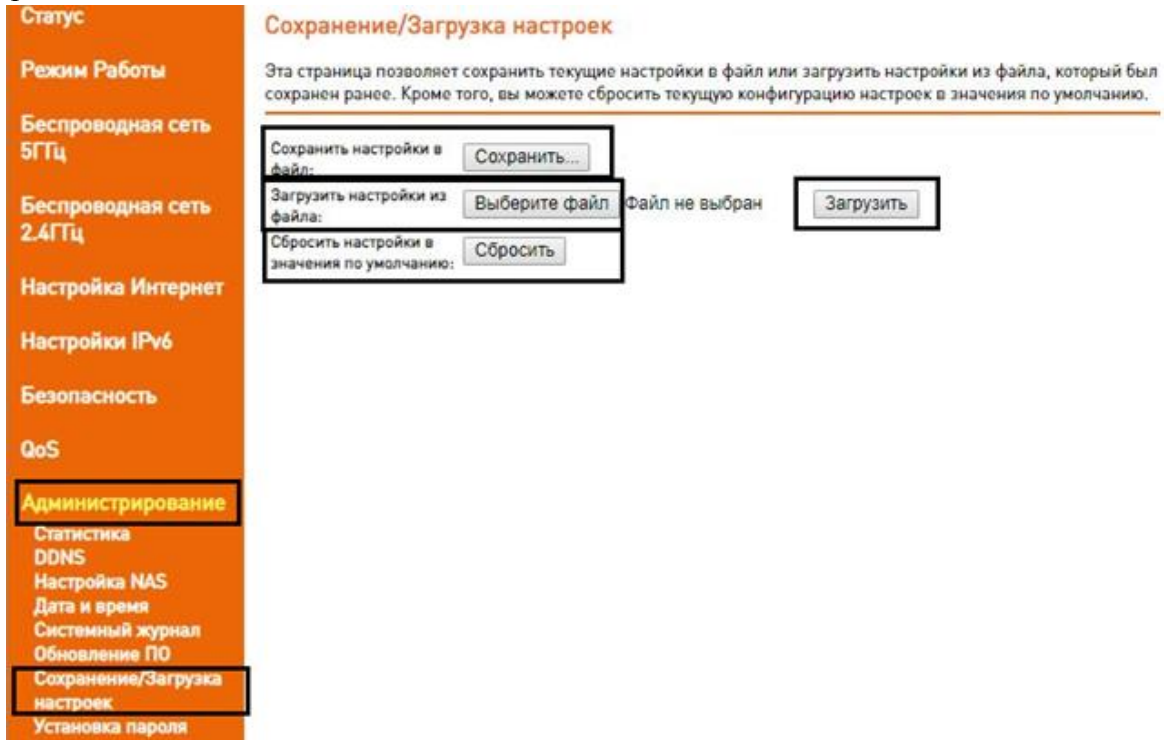 Статус
Режим Работы
Беспроводная сеть
5ГГц
Беспроводная сеть
2.4ГГц
Настройка Интернет
Настройки IPv6
Безопасность
QoS
Администрирование
Статистика
DDNS
Настройка NAS
Дата и время
Системный журнал
Обновление ПО
Сохранение/Загрузка
настроек
Установка пароля
Сохранение/Загрузка настроек
Эта страница позволяет сохранить текущие настройки в файл или загрузить настройки из файла, который был
сохранен ранее. Кроме того, вы можете сбросить текущую конфигурацию настроек в значения по умолчанию.
Сохранить настройки в
файл:
Сохранить...
Загрузить настройки из
файла:
Выберите файл Файл не выбран
Загрузить
Сбросить настройки в
значения по умолчанию:
Сбросить